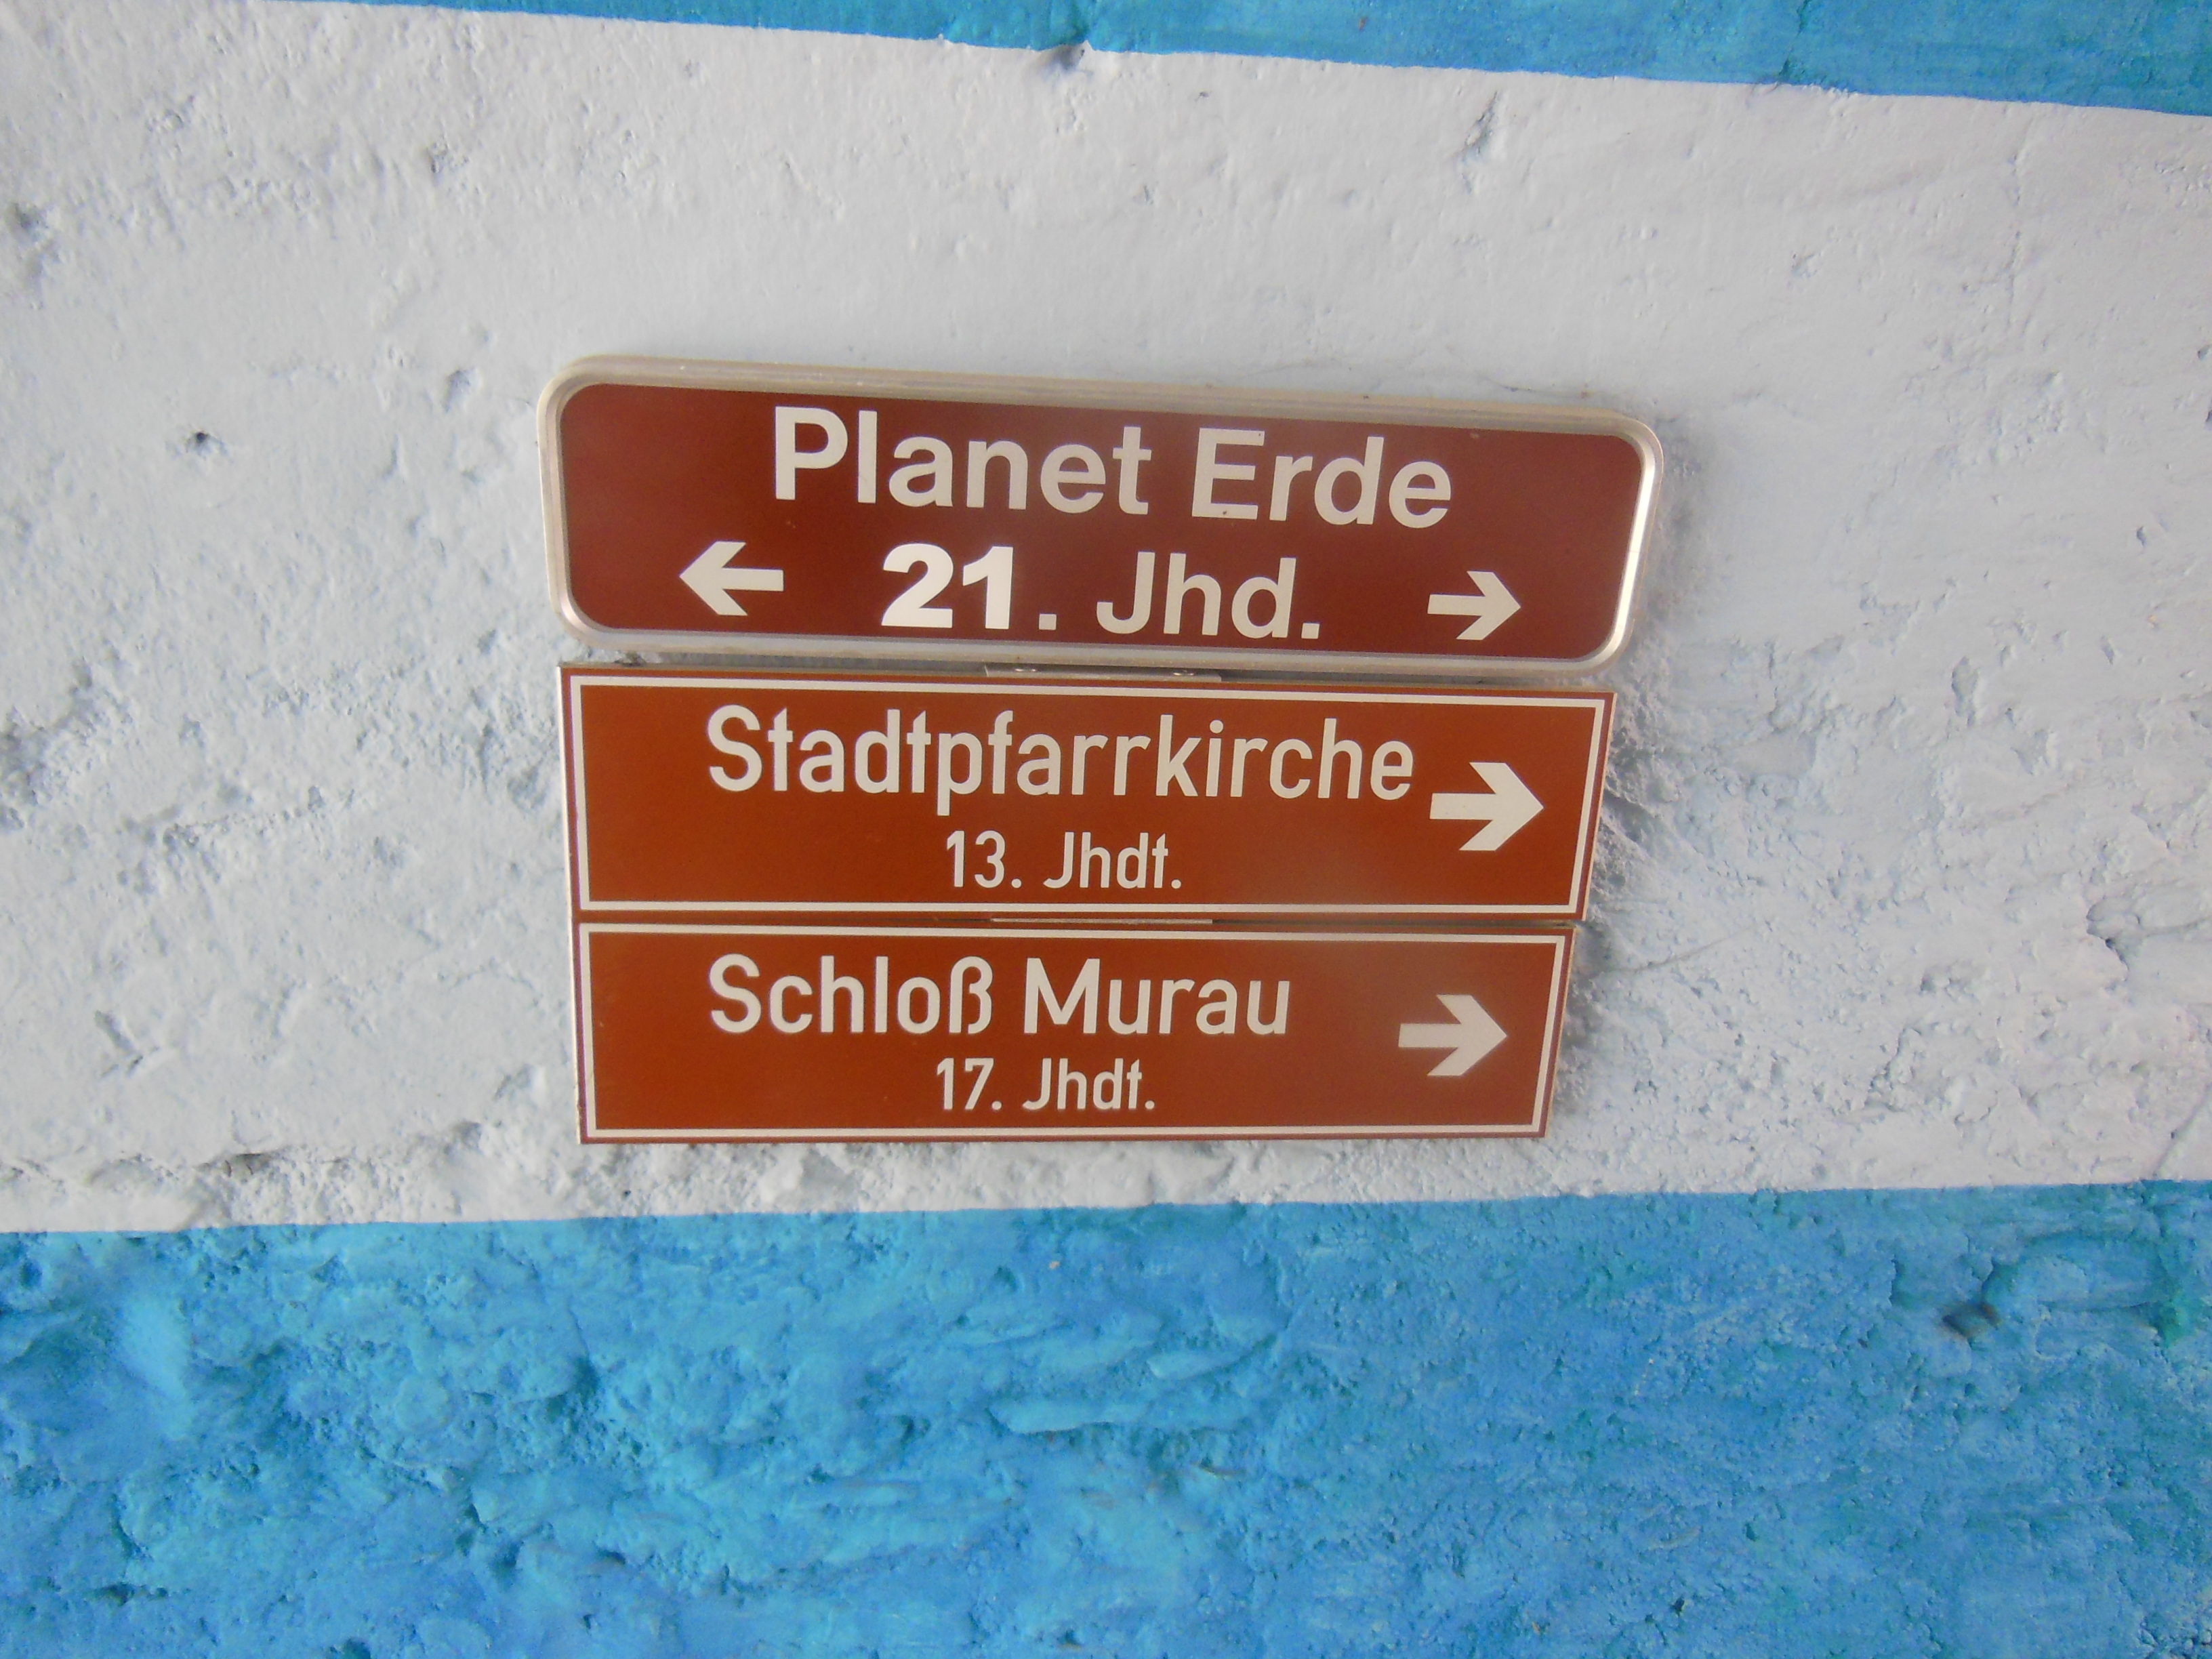 Planet Erde
← 21. Jhd. →
Stadtpfarrkirche →
13. Jhdt.
Schloß Murau →
17. Jhdt.